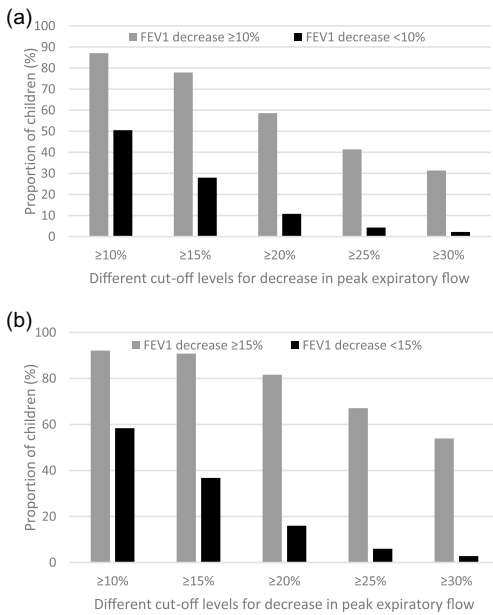 (a)
100
FEV1 decrease ≥10% FEV1 decrease <10%
90
80
70
60
50
40
30
20
10
0
Proportion of children (%)
≥10% ≥15% ≥20% ≥25% ≥30%
Different cut-off levels for decrease in peak expiratory flow
(b)
100
FEV1 decrease ≥15% FEV1 decrease <15%
80
60
40
20
0
Proportion of children (%)
≥10% ≥15% ≥20% ≥25% ≥30%
Different cut-off levels for decrease in peak expiratory flow